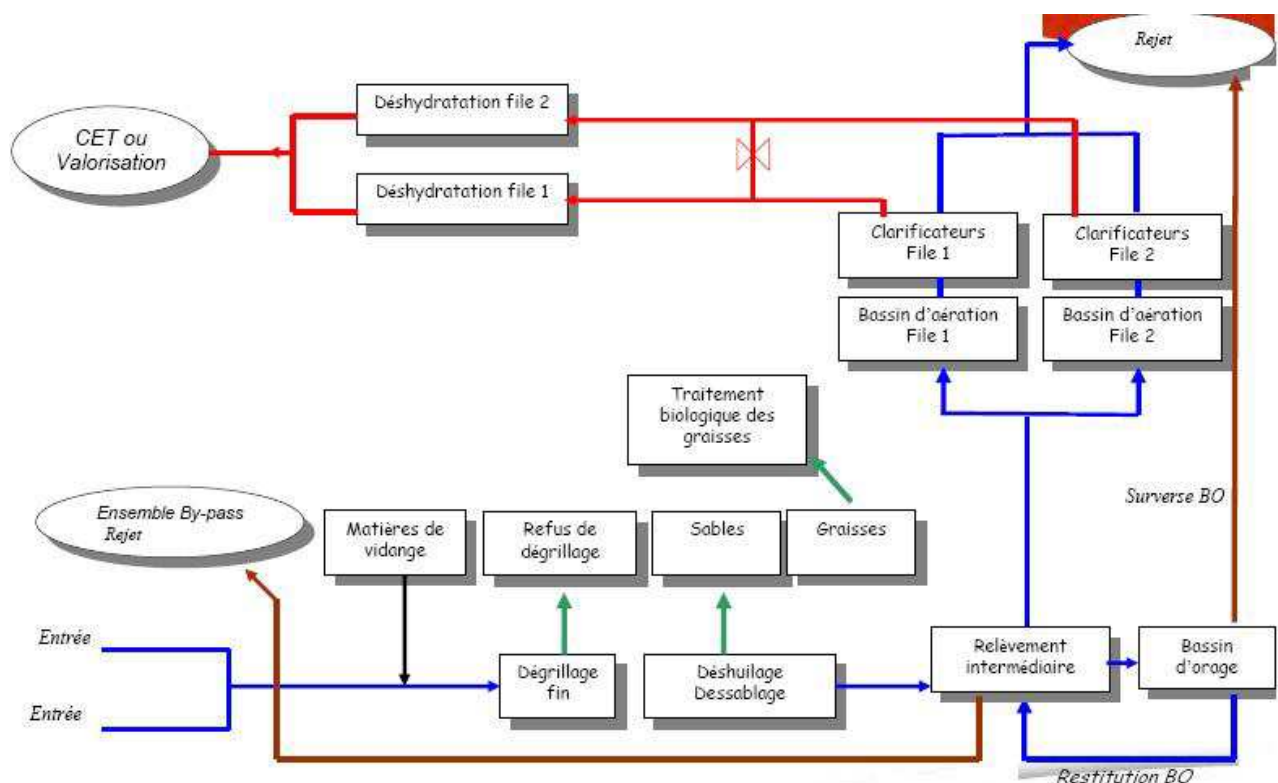 Rejet
Déshydratation file 2
CET ou
Valorisation
Déshydratation file 1
Clarificateurs
File 1
Clarificateurs
File 2
Bassin d'aération
File 1
Bassin d'aération
File 2
Traitement
biologique des
graisses
Surverse BO
Ensemble By-pass
Rejet
Matières de
vidange
Refus de
dégrillage
Sables
Graisses
Entrée
Entrée
Dégrillage
fin
Déshuilage
Dessablage
Relèvement
intermédiaire
Bassin
d'orage
Restitution BO